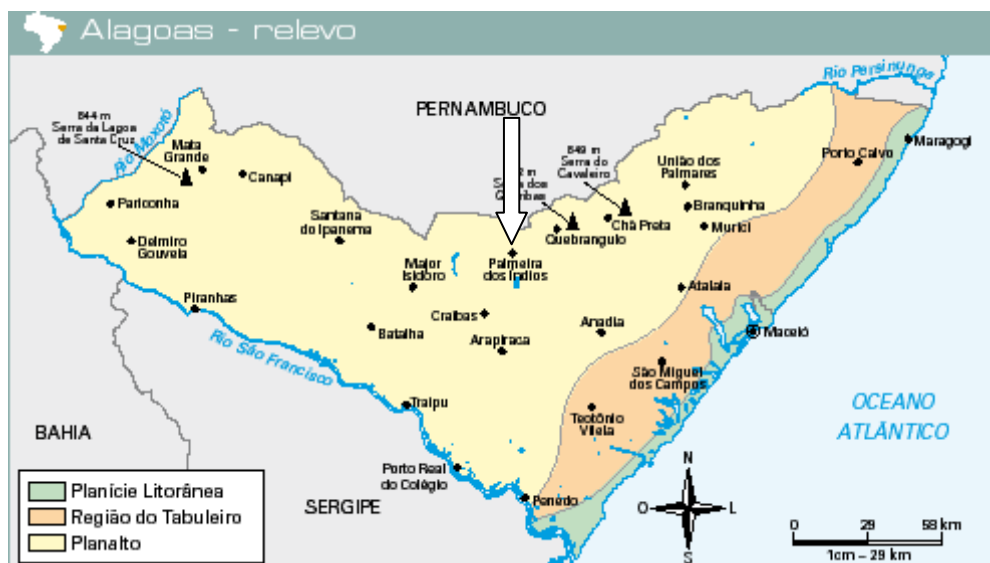 Alagoas - relevo
Rio Persinunga
PERNAMBUCO
644 m
Serra da Lagoa
de Santa Cruz
Rio Moxotó
Mata
Grande
Canapi
Pariconha
Delmiro
Gouveia
Piranhas
Santana
do Ipanema
Major
Isidoro
Batalha
Palmeira
dos Índios
Craíbas
Arapiraca
Quebrangulo
849 m
Serra do
Cavaleiro
Chã Preta
União dos
Palmares
Branquinha
Murici
Porto Calvo
Maragogi
Atalaia
Anadia
Maceió
São Miguel
dos Campos
Teotônio
Vilela
Rio São Francisco
Traipu
Porto Real
do Colégio
Penedo
BAHIA
SERGIPE
OCEANO
ATLÂNTICO
Planície Litorânea
Região do Tabuleiro
Planalto
N
O
L
S
0 29 58 km
1cm – 29 km